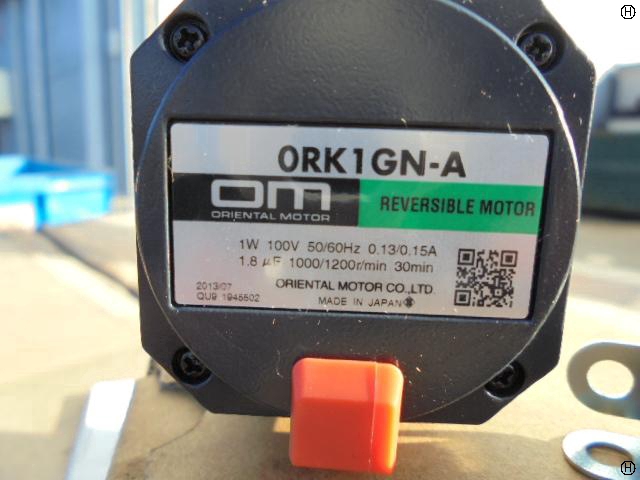 0RK1GN-A
OM
ORIENTAL MOTOR
REVERSIBLE MOTOR
1W 100V 50/60Hz 0.13/0.15A
1.8 μF 1000/1200r/min 30min
2013/07
ORIENTAL MOTOR CO.,LTD.
QU9 1945502
MADE IN JAPAN
H
H